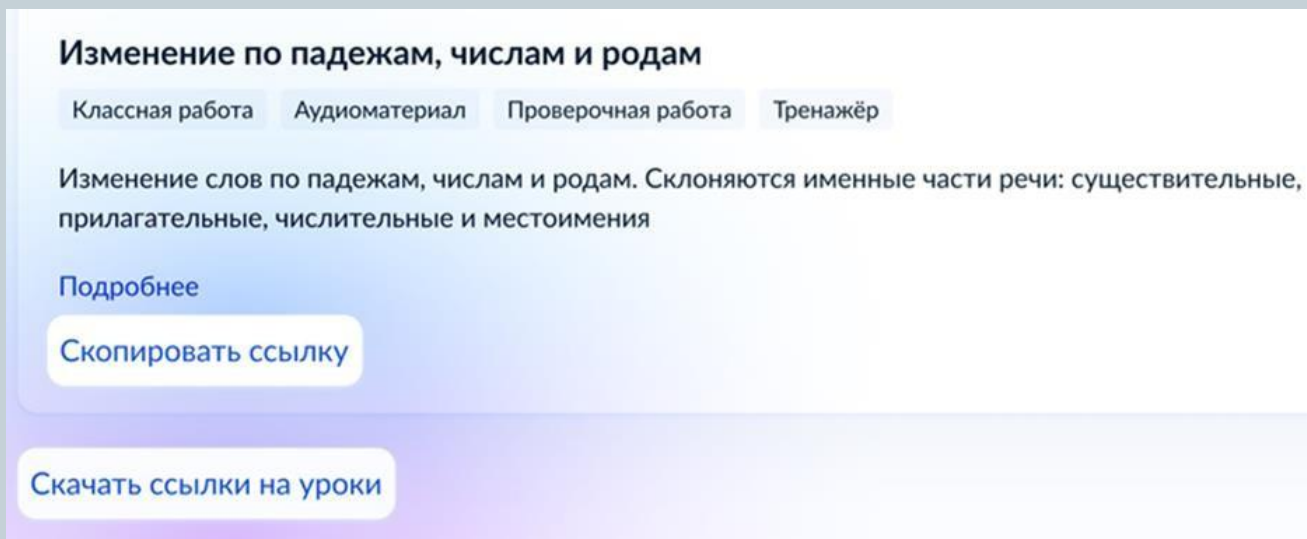 Изменение по падежам, числам и родам
Классная работа Аудиоматериал Проверочная работа Тренажёр
Изменение слов по падежам, числам и родам. Склоняются именные части речи: существительные,
прилагательные, числительные и местоимения
Подробнее
Скопировать ссылку
Скачать ссылки на уроки